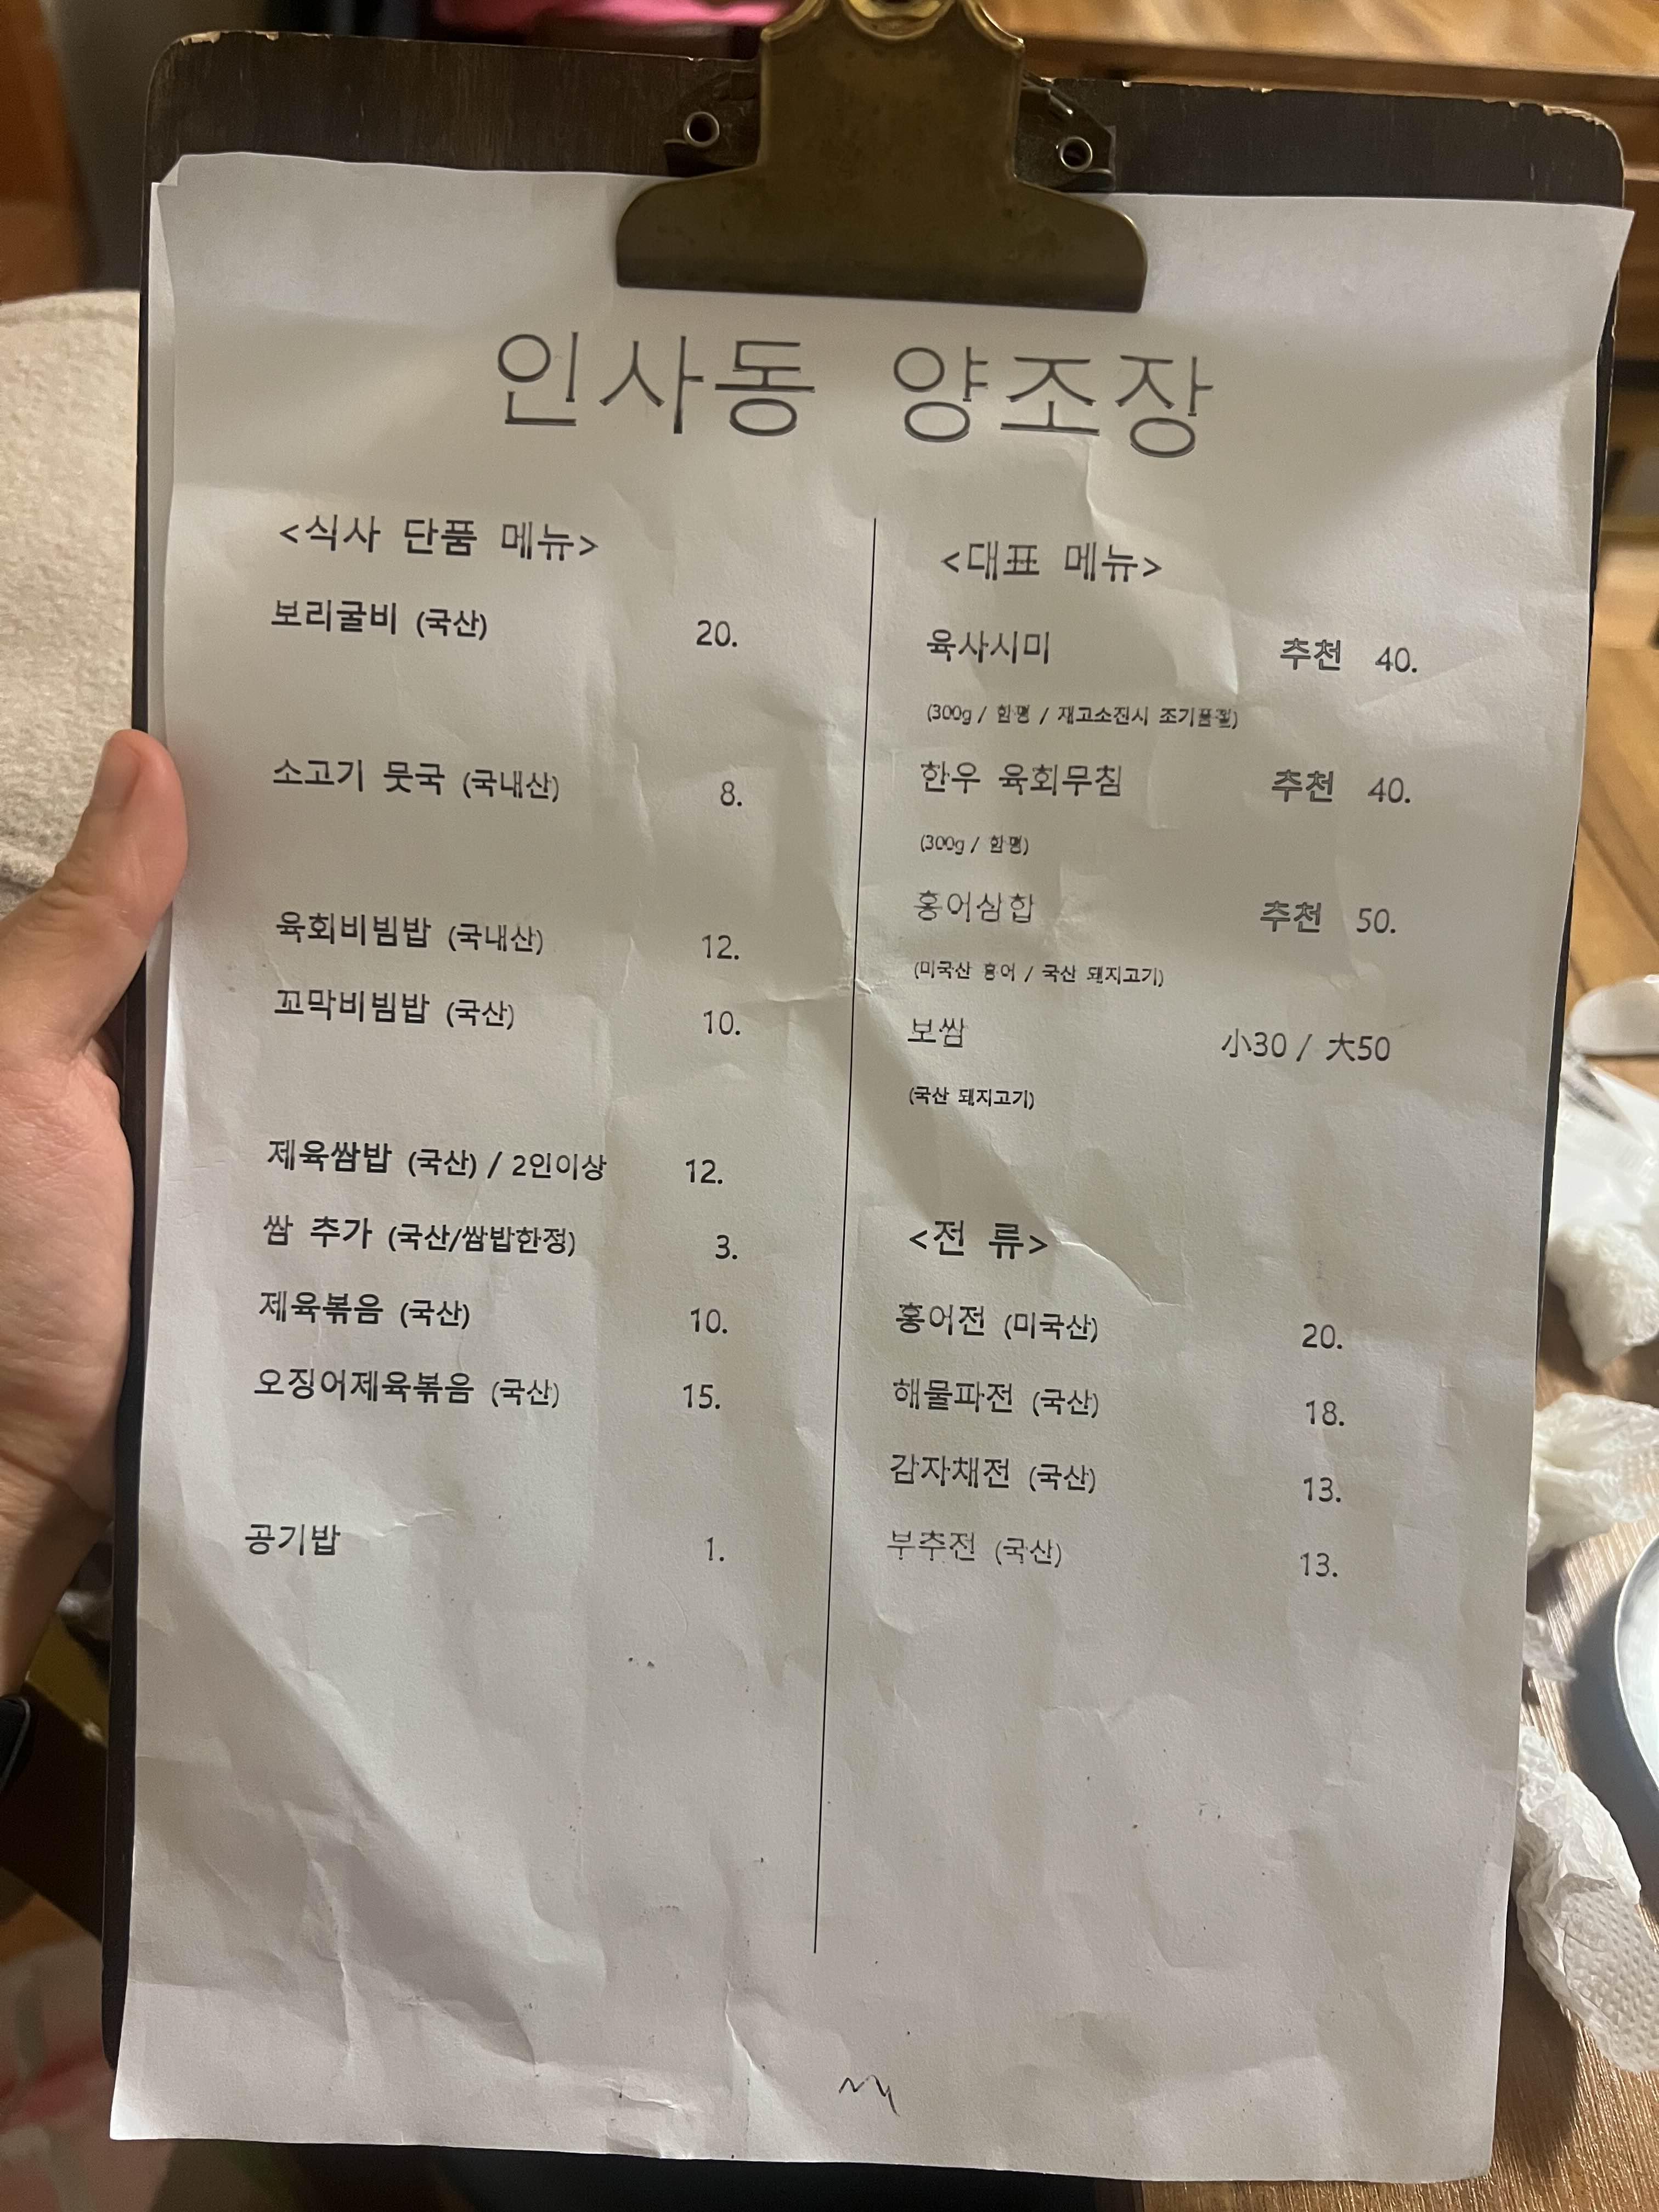 인사동 양조장
<식사 단품 메뉴>
보리굴비 (국산) 20.
소고기 뭇국 (국내산) 8.
육회비빔밥 (국내산) 12.
꼬막비빔밥 (국산) 10.
제육쌈밥 (국산) / 2인이상 12.
쌈 추가 (국산/쌈밥한정) 3.
제육볶음 (국산) 10.
오징어제육볶음 (국산) 15.
공기밥 1.
<대표 메뉴>
육사시미 추천 40.
(300g / 함평 / 재고소진시 조기품절)
한우 육회무침 추천 40.
(300g / 함평)
홍어삼합 추천 50.
(미국산 홍어 / 국산 돼지고기)
보쌈 小30 / 大50
(국산 돼지고기)
<전 류>
홍어전 (미국산) 20.
해물파전 (국산) 18.
감자채전 (국산) 13.
부추전 (국산) 13.